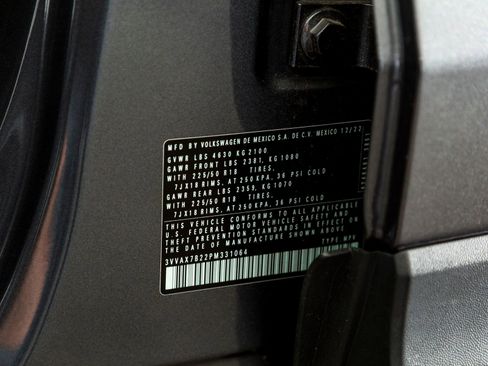 MFD BY VOLKSWAGEN DE MEXICO S.A. DE C.V. MEXICO 12/22
GVWR LBS 4630 KG 2100
GAWR FRONT LBS 2381, KG 1080
WITH 225/50 R18 TIRES,
7JX18 RIMS, AT 250 KPA, 36 PSI COLD
GAWR REAR LBS 2359, KG 1070
WITH 225/50 R18 TIRES,
7JX18 RIMS, AT 250 KPA, 36 PSI COLD
THIS VEHICLE CONFORMS TO ALL APPLICABLE
U.S. FEDERAL MOTOR VEHICLE SAFETY AND
THEFT PREVENTION STANDARDS IN EFFECT ON
THE DATE OF MANUFACTURE SHOWN ABOVE.
3VVAX7B22PM331064 TYPE